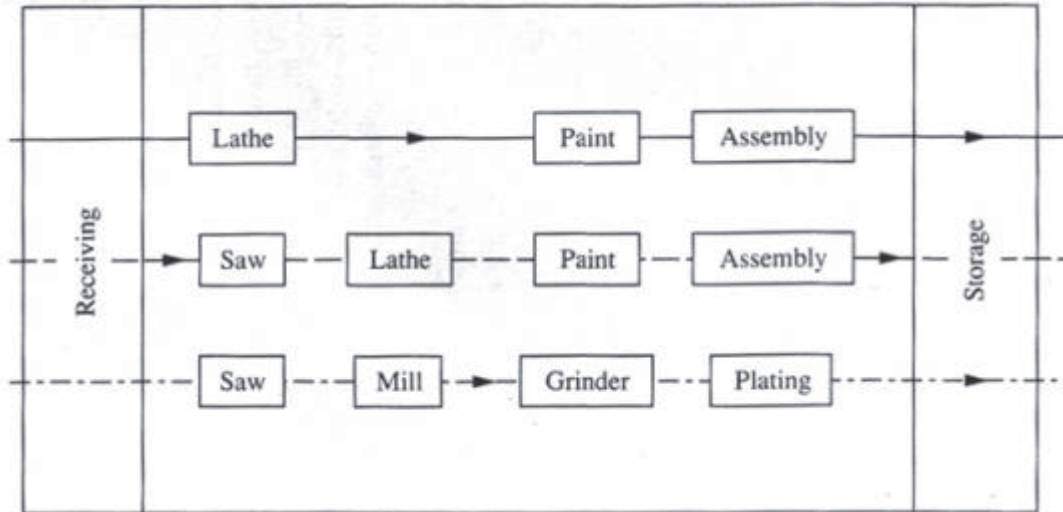 Receiving
Lathe
Paint
Assembly
Saw
Lathe
Paint
Assembly
Saw
Mill
Grinder
Plating
Storage